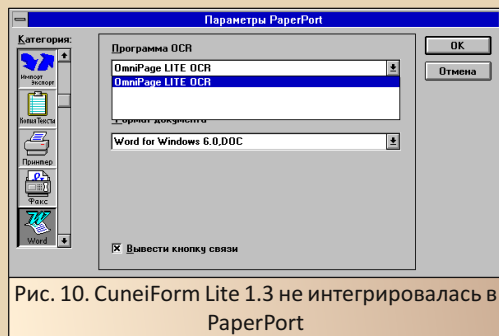 Параметры PaperPort
Категория:
Импорт
Экспорт
Копия Тексты
Принтер
Факс
Word
Программа OCR
OmniPage LITE OCR
OmniPage LITE OCR
Формат документа
Word for Windows 6.0,DOC
Вывести кнопку связи
OK
Отмена
Рис. 10. CuneiForm Lite 1.3 не интегрировалась в
PaperPort